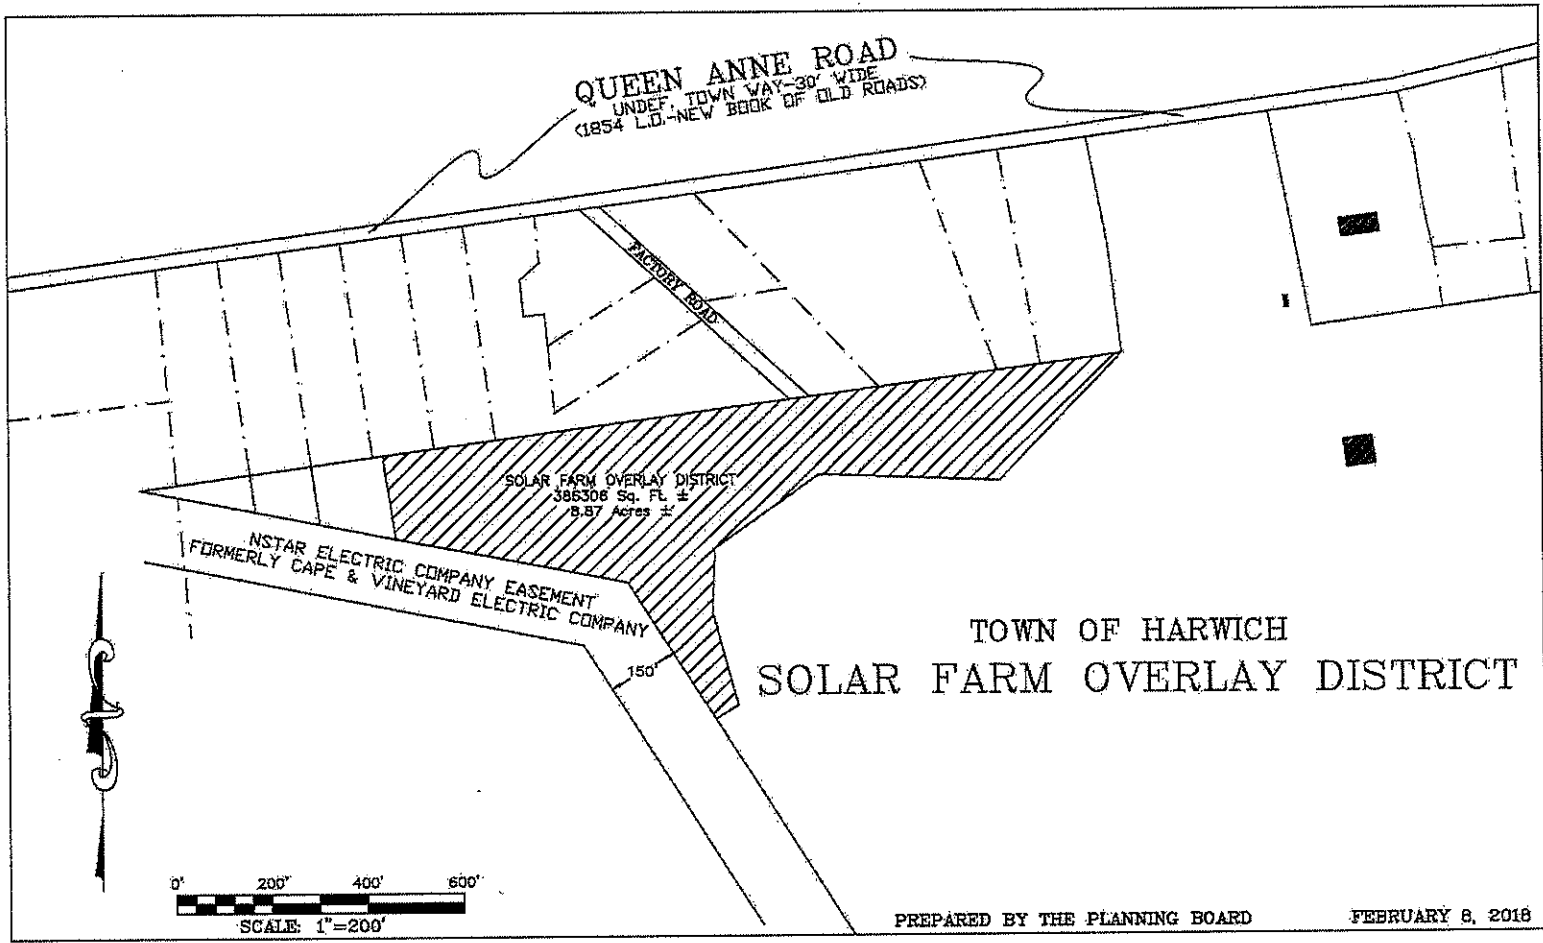 QUEEN ANNE ROAD
UNDEF. TOWN WAY-30' WIDE
(1854 L.O.-NEW BOOK OF OLD ROADS)
FACTORY ROAD
SOLAR FARM OVERLAY DISTRICT
386306 Sq. Ft. ±
8.87 Acres ±
NSTAR ELECTRIC COMPANY EASEMENT
FORMERLY CAPE & VINEYARD ELECTRIC COMPANY
150'
TOWN OF HARWICH
SOLAR FARM OVERLAY DISTRICT
0' 200' 400' 600'
SCALE: 1"=200'
PREPARED BY THE PLANNING BOARD
FEBRUARY 8, 2018